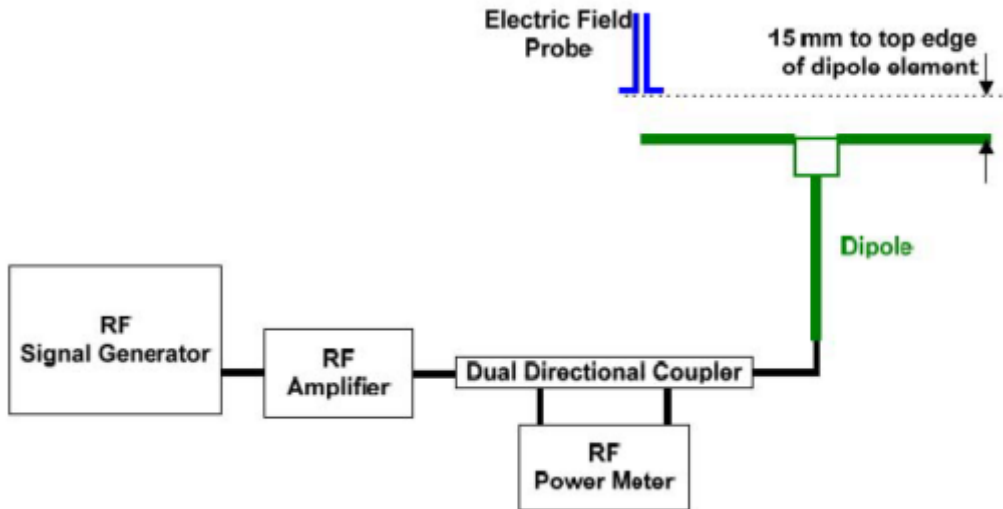 Electric Field
Probe
15 mm to top edge
of dipole element
Dipole
RF
Signal Generator
RF
Amplifier
Dual Directional Coupler
RF
Power Meter